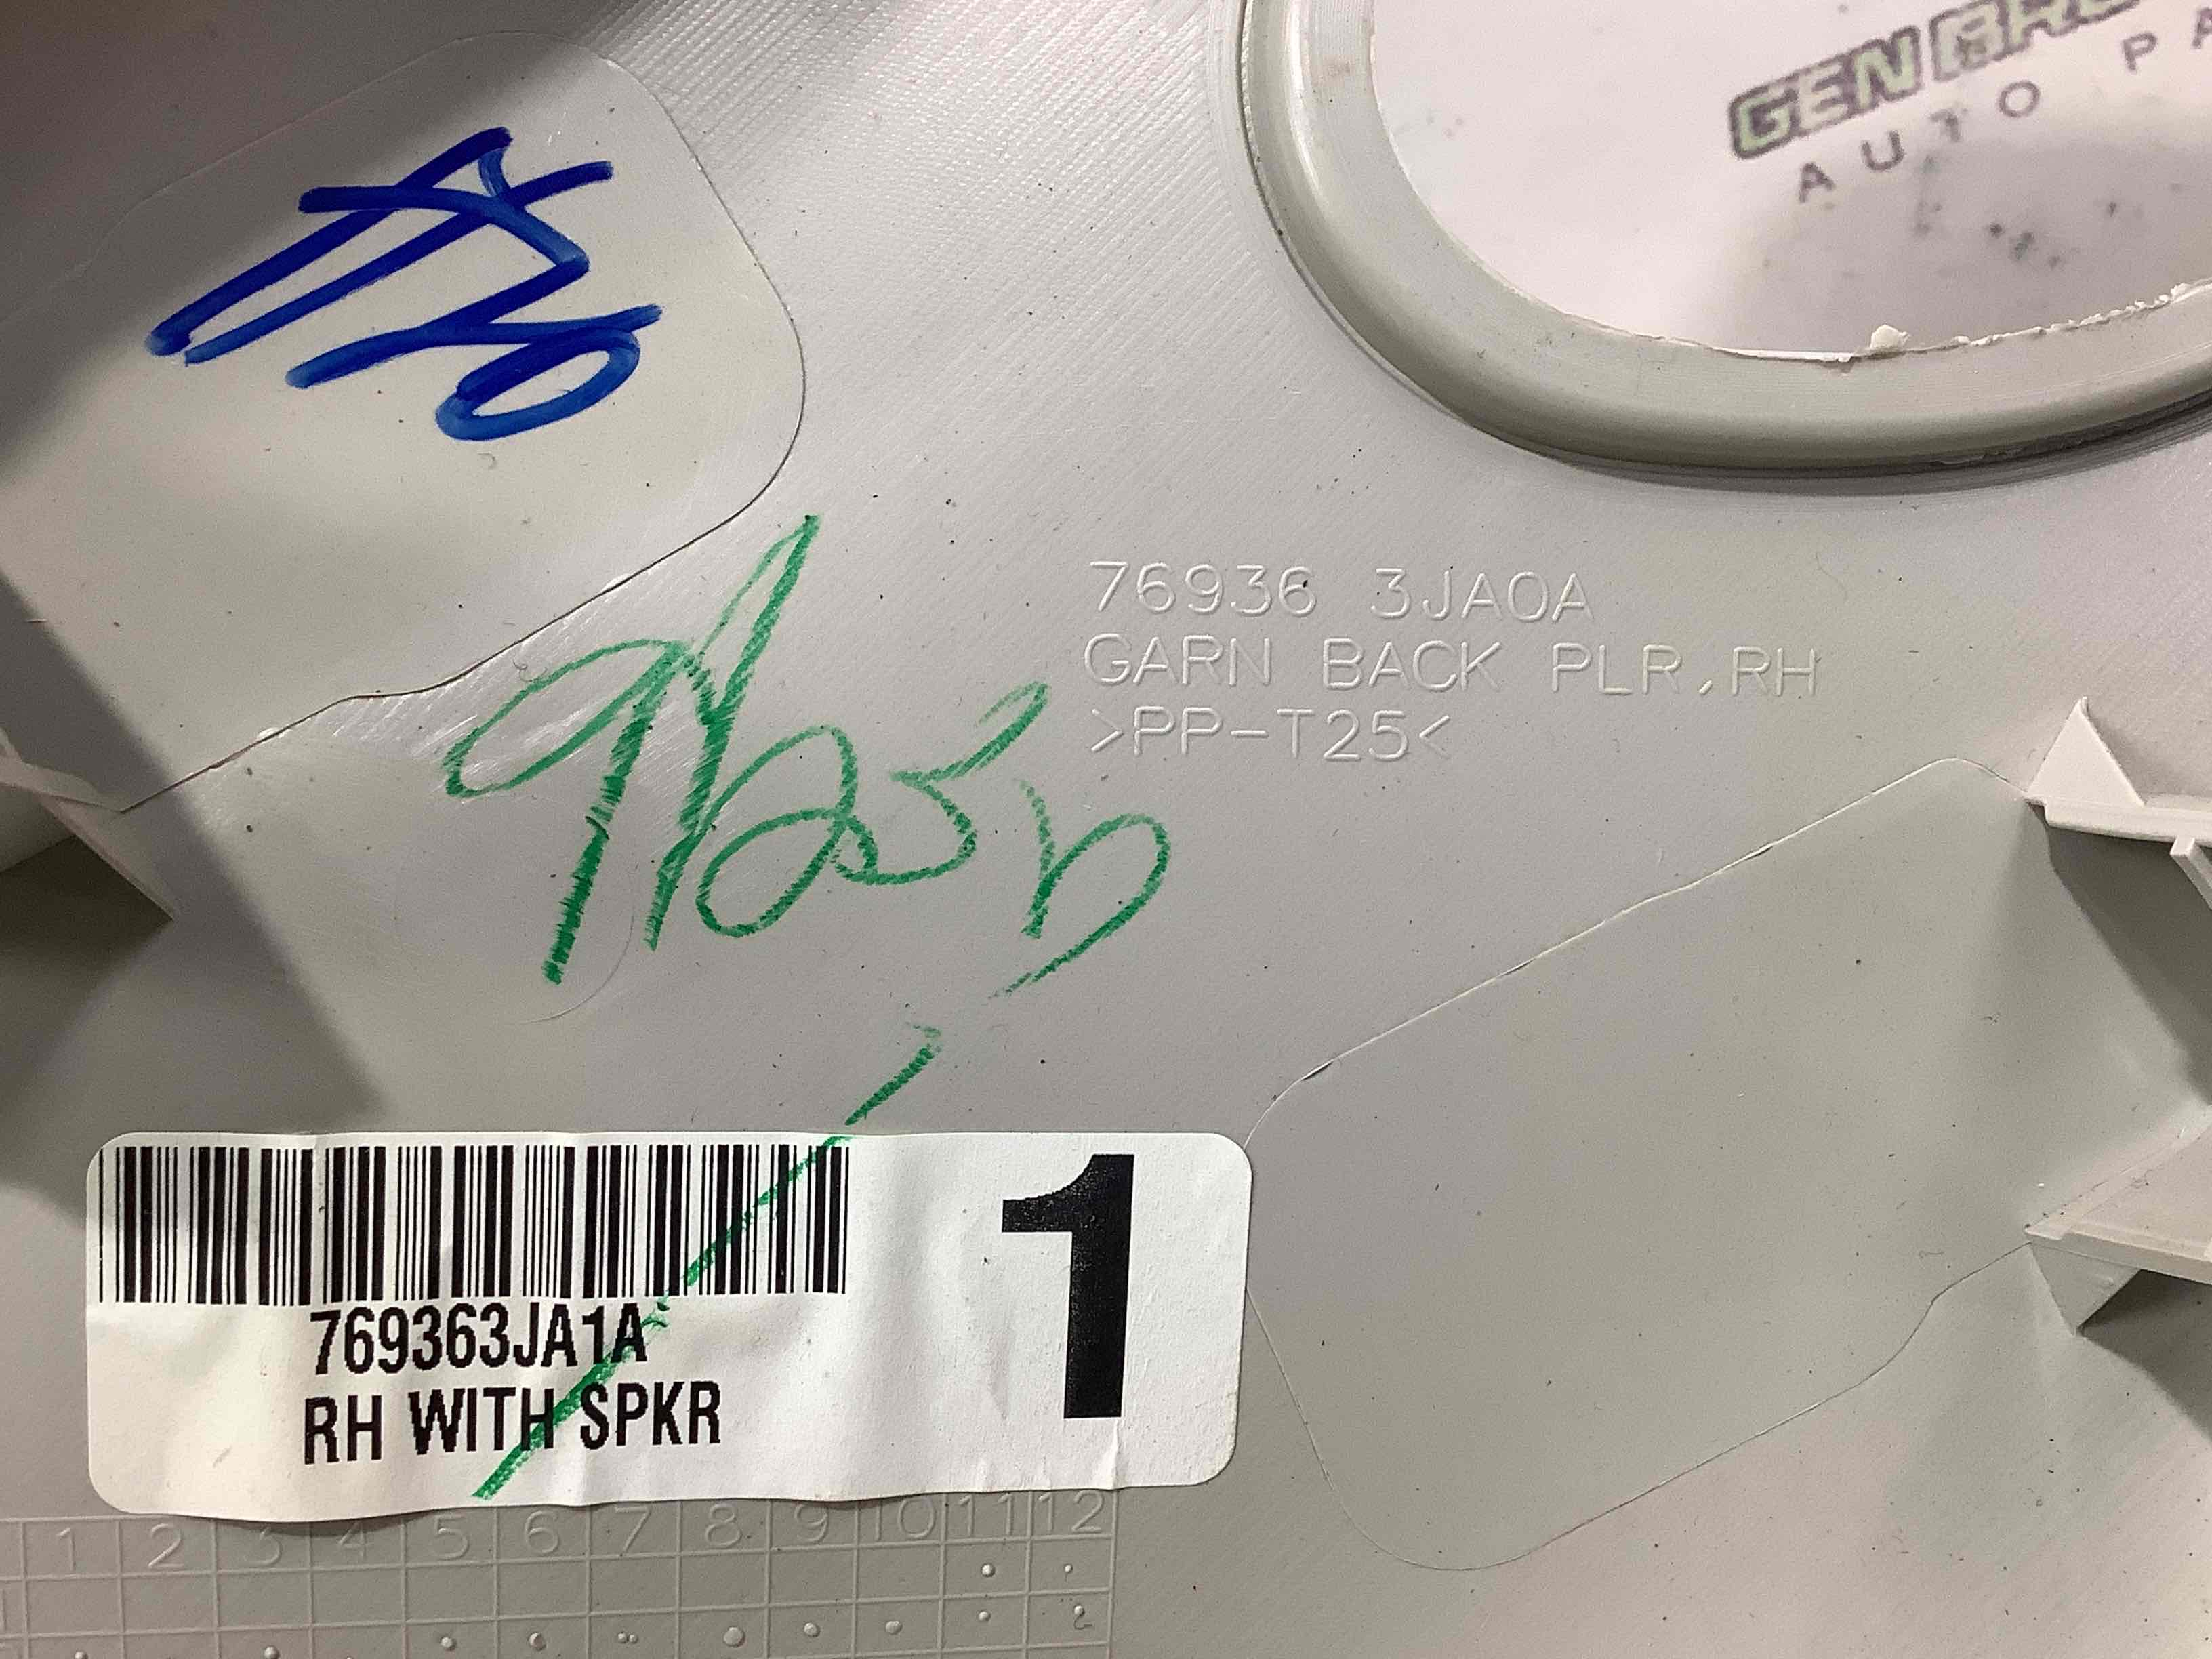 GEN
AUTO PA
#20
76936 3JA0A
GARN BACK PLR,RH
>PP-T25<
769363JA1A
RH WITH SPKR
1
1 2 3 4 5 6 7 8 9 10 11 12